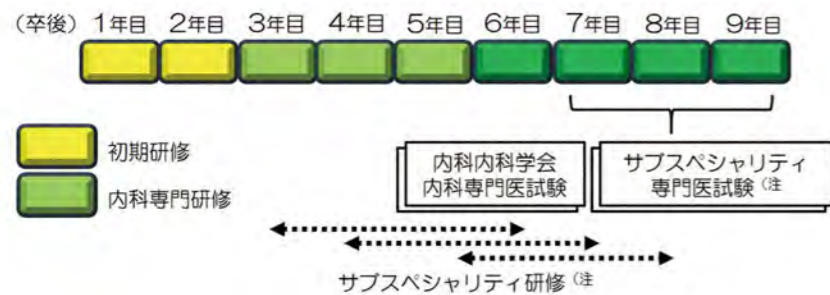 (卒後) 1年目 2年目 3年目 4年目 5年目 6年目 7年目 8年目 9年目
初期研修
内科専門研修
内科内科学会
内科専門医試験
サブスペシャリティ
専門医試験(注
サブスペシャリティ研修(注